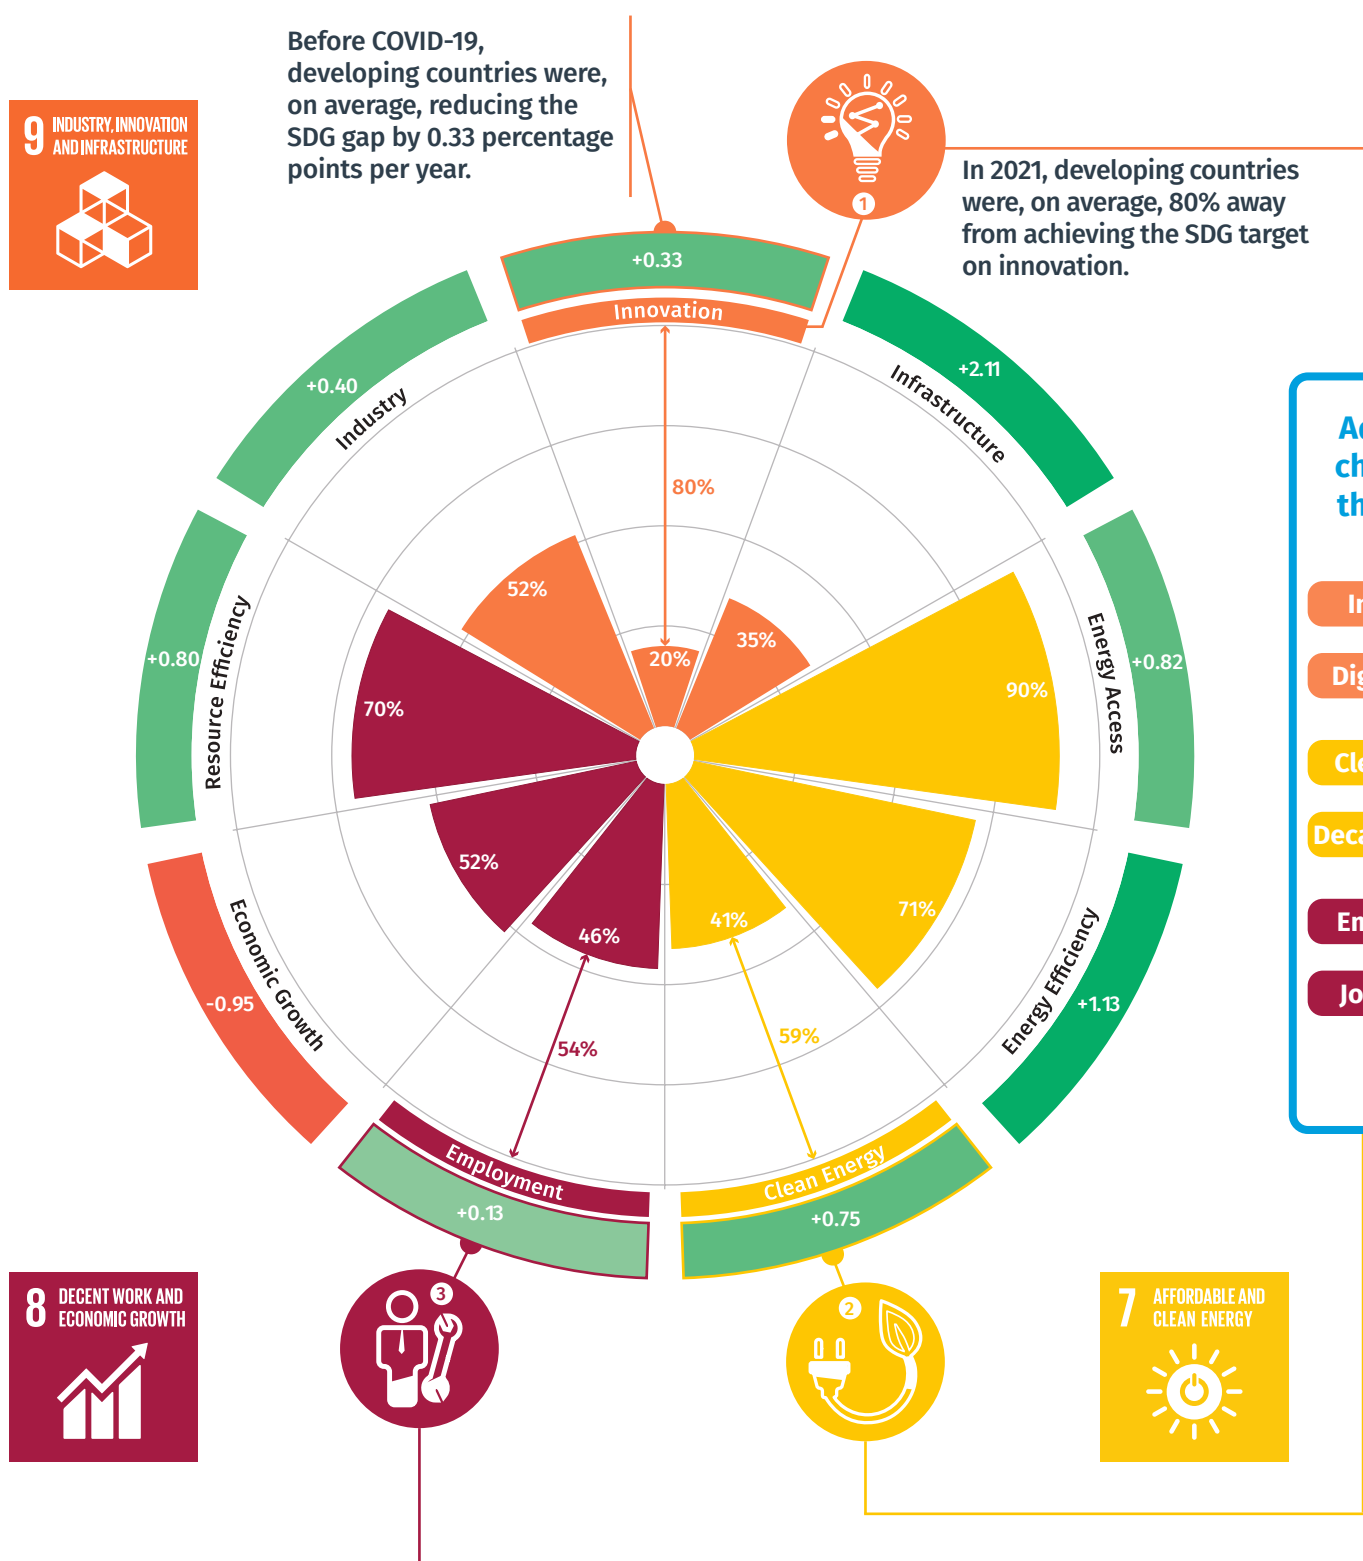 Before COVID-19,
developing countries were,
on average, reducing the
SDG gap by 0.33 percentage
points per year.
9 INDUSTRY, INNOVATION
AND INFRASTRUCTURE
1
In 2021, developing countries
were, on average, 80% away
from achieving the SDG target
on innovation.
+0.33
Innovation
+2.11
Infrastructure
+0.40
Industry
80%
52%
20%
35%
+0.80
Resource Efficiency
70%
90%
Energy Access
+0.82
52%
46%
41%
71%
-0.95
Economic Growth
54%
59%
Energy Efficiency
+1.13
Employment
+0.13
Clean Energy
+0.75
3
2
8 DECENT WORK AND
ECONOMIC GROWTH
7 AFFORDABLE AND
CLEAN ENERGY